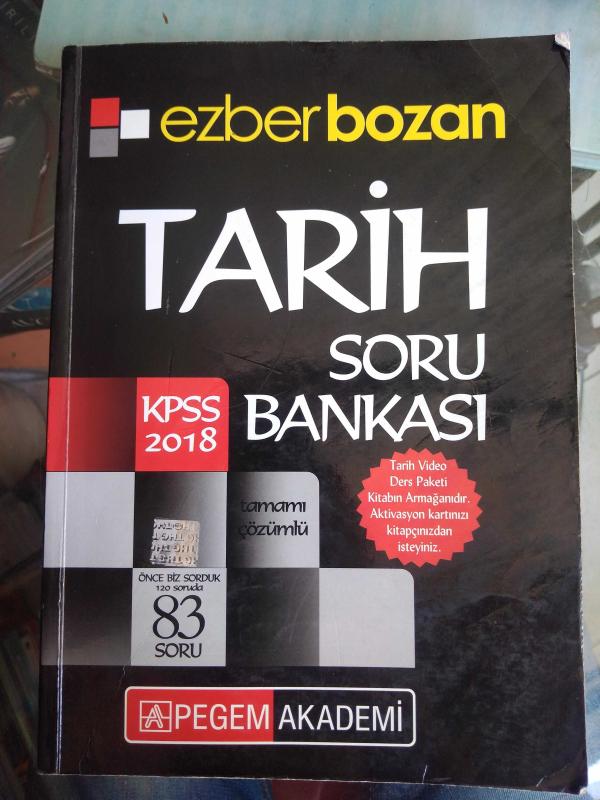 ezberbozan
TARİH
SORU
BANKASI
KPSS
2018
Tarih Video
Ders Paketi
Kitabın Armağanıdır.
Aktivasyon kartınızı
kitapçınızdan
isteyiniz.
tamamı
çözümlü
ÖNCE BİZ SORDUK
120 soruda
83
SORU
PEGEM AKADEMİ